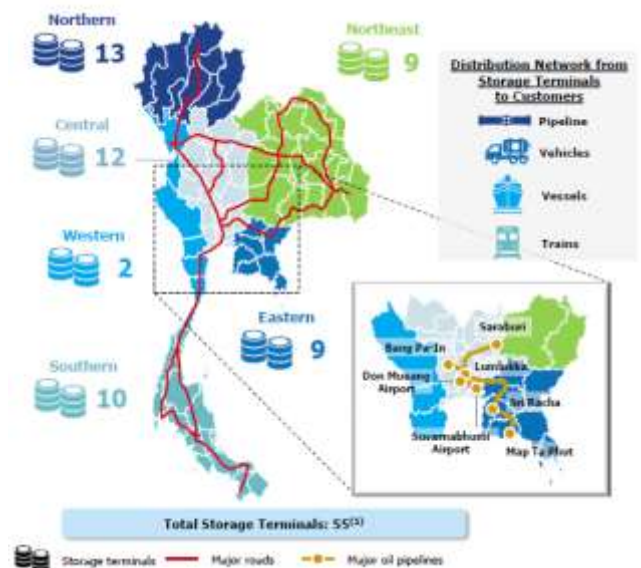 Northern
13
Northeast
9
Central
12
Western
2
Eastern
9
Southern
10
Distribution Network from
Storage Terminals
to Customers
Pipeline
Vehicles
Vessels
Trains
Saraburi
Bang Pa-In
Lumlukka
Don Mueang
Airport
Sri Racha
Suvarnabhumi
Airport
Map Ta Phut
Total Storage Terminals: 55(1)
Storage terminals
Major roads
Major oil pipelines